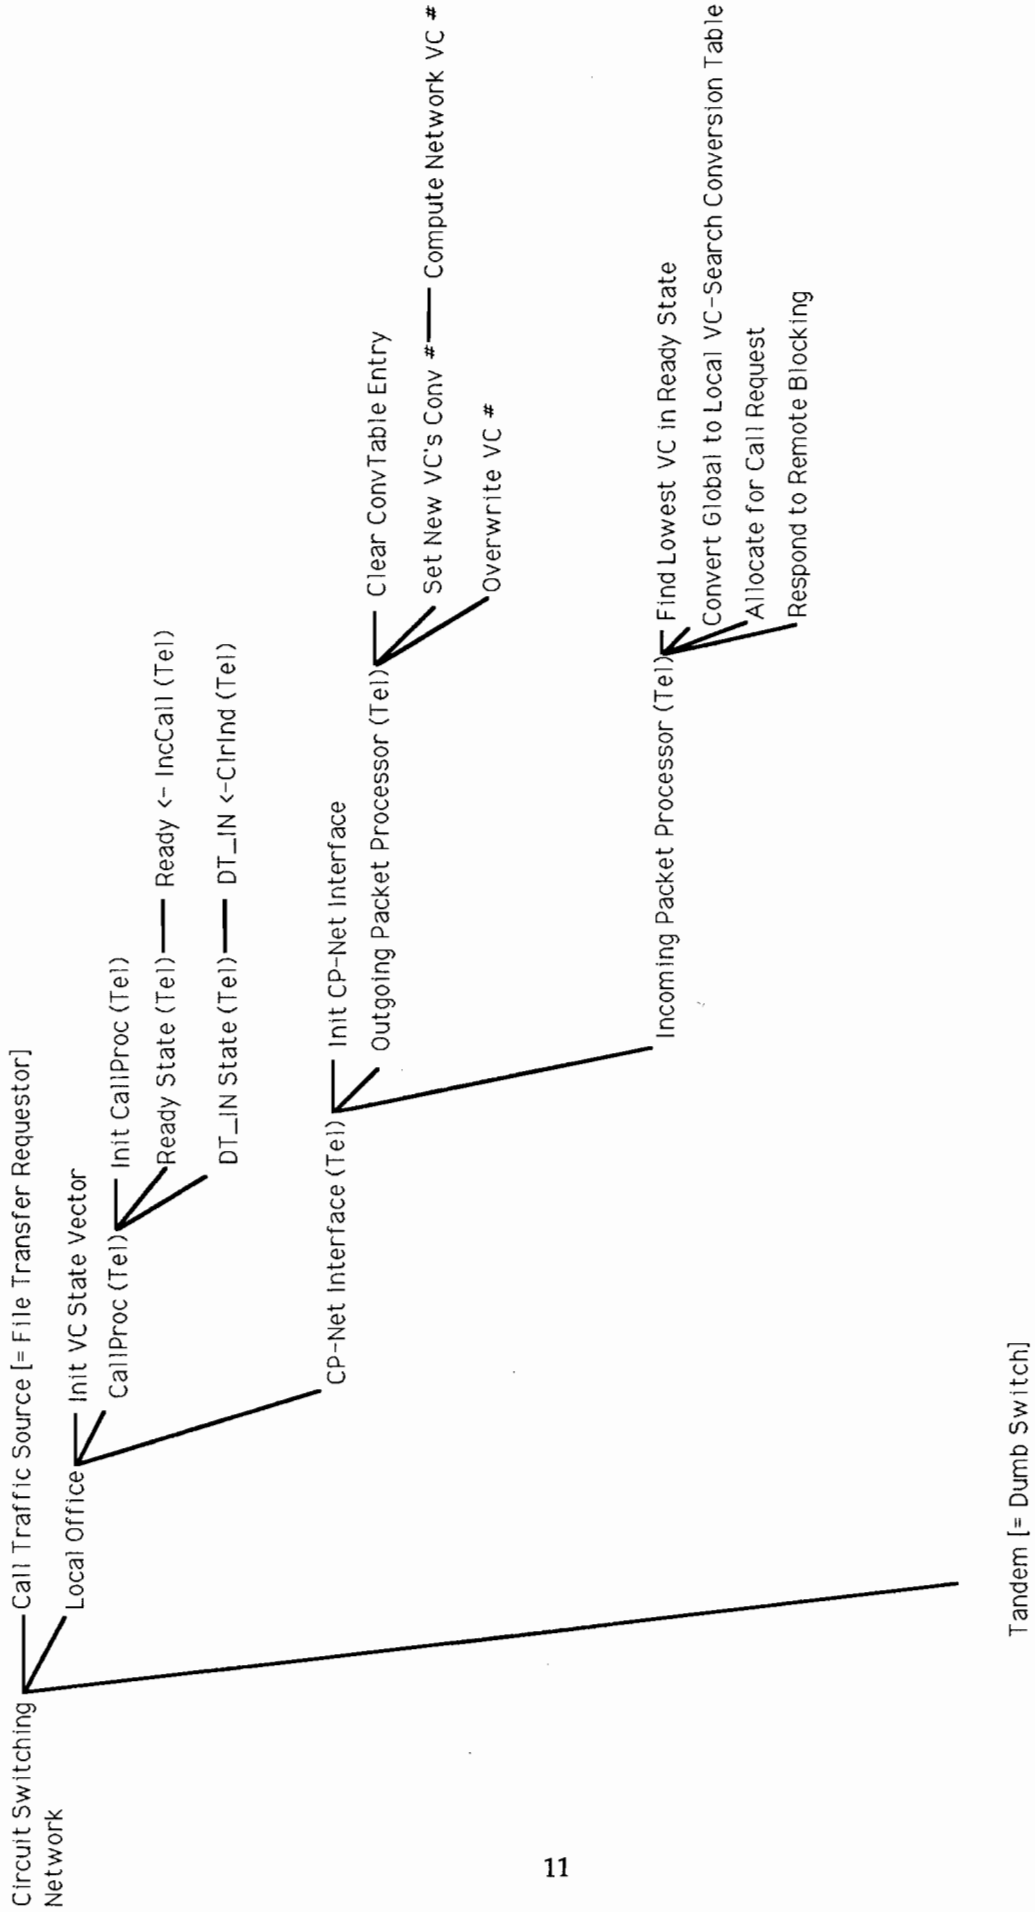 Circuit Switching
Network
Call Traffic Source [= File Transfer Requestor]
Local Office
Init VC State Vector
CallProc (Tel)
Init CallProc (Tel)
Ready State (Tel)
Ready <- IncCall (Tel)
DT_IN State (Tel)
DT_IN <-ClrInd (Tel)
CP-Net Interface (Tel)
Init CP-Net Interface
Outgoing Packet Processor (Tel)
Clear ConvTable Entry
Set New VC's Conv #
Compute Network VC #
Overwrite VC #
Incoming Packet Processor (Tel)
Find Lowest VC in Ready State
Convert Global to Local VC-Search Conversion Table
Allocate for Call Request
Respond to Remote Blocking
Tandem [= Dumb Switch]
11